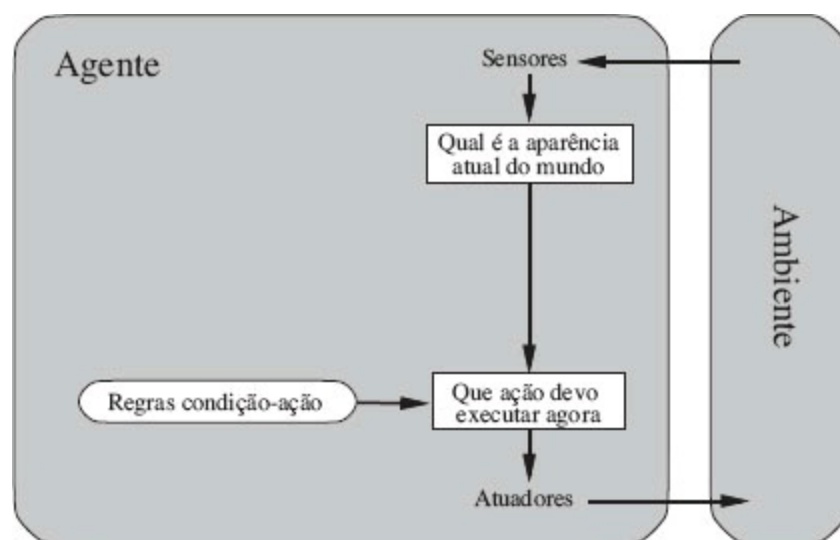 Agente
Sensores
Qual é a aparência
atual do mundo
Ambiente
Regras condição-ação
Que ação devo
executar agora
Atuadores